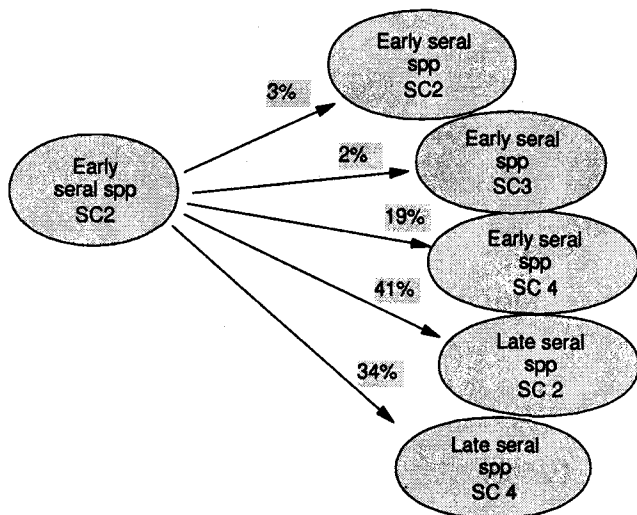 Early seral
spp
SC2
3%
Early
seral spp
SC2
2%
Early seral
spp
SC3
19%
Early seral
spp
SC 4
41%
Late seral
spp
SC 2
34%
Late seral
spp
SC 4